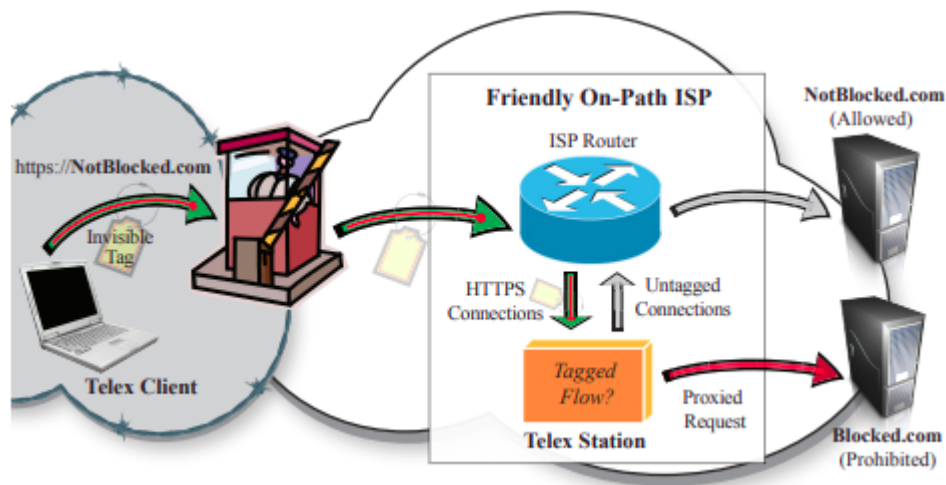 Friendly On-Path ISP
NotBlocked.com
(Allowed)
ISP Router
https://NotBlocked.com
Invisible
Tag
HTTPS
Connections
Untagged
Connections
Telex Client
Tagged
Flow?
Proxied
Request
Telex Station
Blocked.com
(Prohibited)